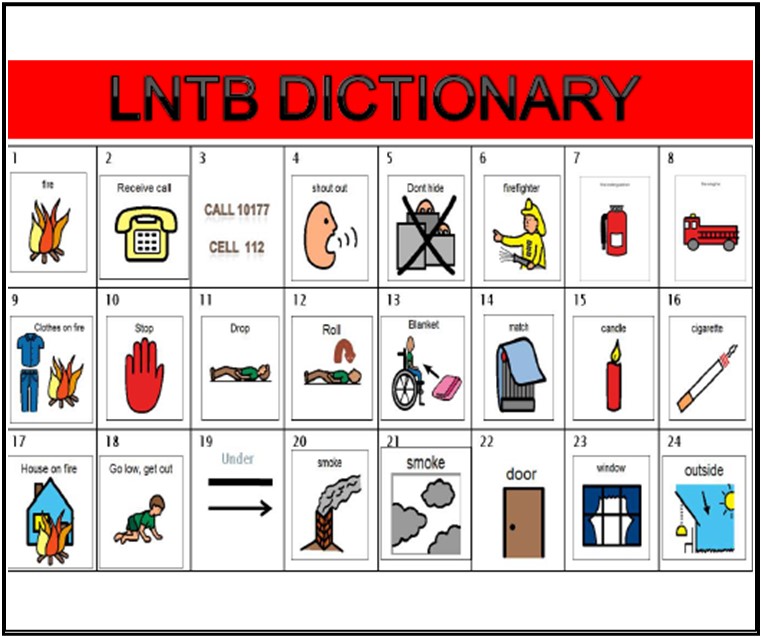 LNTB DICTIONARY
1 2 3 4 5 6 7 8
fire
Receive call
CALL 10177
CELL 112
shout out
Dont hide
firefighter
9 10 11 12 13 14 15 16
Clothes on fire
Stop
Drop
Roll
Blanket
match
candle
cigarette
17 18 19 20 21 22 23 24
House on fire
Go low, get out
Under
smoke
smoke
door
window
outside